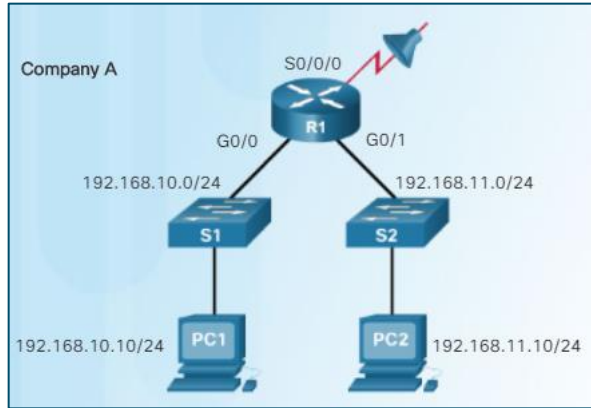 Company A
S0/0/0
R1
G0/0
G0/1
192.168.10.0/24
192.168.11.0/24
S1
S2
192.168.10.10/24
PC1
PC2
192.168.11.10/24